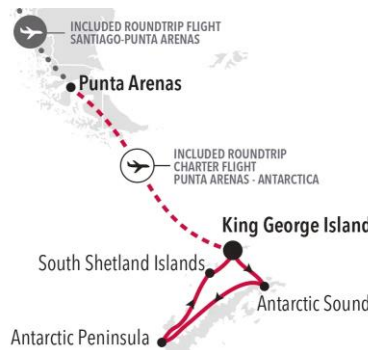 INCLUDED ROUNDTRIP FLIGHT
SANTIAGO-PUNTA ARENAS
Punta Arenas
INCLUDED ROUNDTRIP
CHARTER FLIGHT
PUNTA ARENAS - ANTARCTICA
King George Island
South Shetland Islands
Antarctic Sound
Antarctic Peninsula